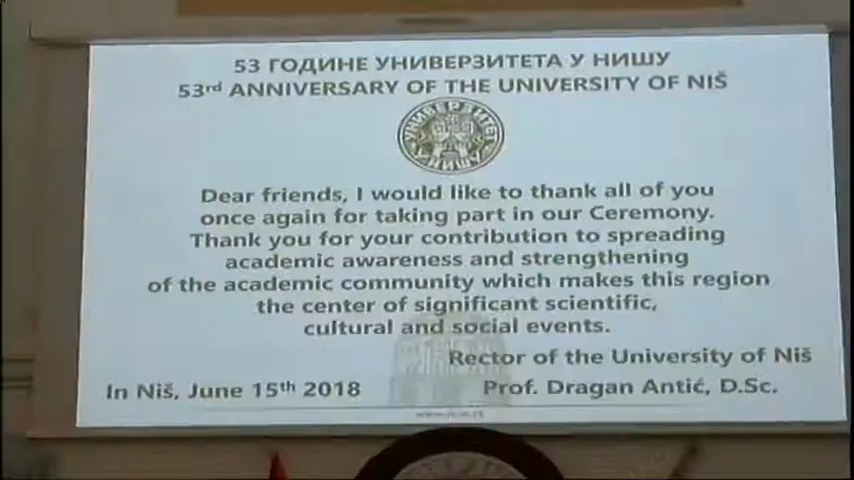 53 ГОДИНЕ УНИВЕРЗИТЕТА У НИШУ
53rd ANNIVERSARY OF THE UNIVERSITY OF NIŠ
УНИВЕРЗИТЕТ У НИШУ
Dear friends, I would like to thank all of you
once again for taking part in our Ceremony.
Thank you for your contribution to spreading
academic awareness and strengthening
of the academic community which makes this region
the center of significant scientific,
cultural and social events.
Rector of the University of Niš
In Niš, June 15th 2018
Prof. Dragan Antić, D.Sc.